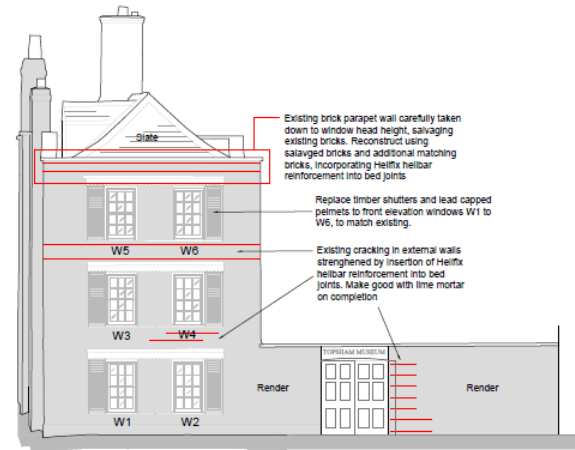 Slate
Existing brick parapet wall carefully taken
down to window head height, salvaging
existing bricks. Reconstruct using
salavged bricks and additional matching
bricks, incorporating Helifix helibar
reinforcement into bed joints
Replace timber shutters and lead capped
pelmets to front elevation windows W1 to
W6, to match existing.
W5 W6
Existing cracking in external walls
strenghened by insertion of Helifix
helibar reinforcement into bed
joints. Make good with lime mortar
on completion
W3 W4
TOPSHAM MUSEUM
Render Render
W1 W2